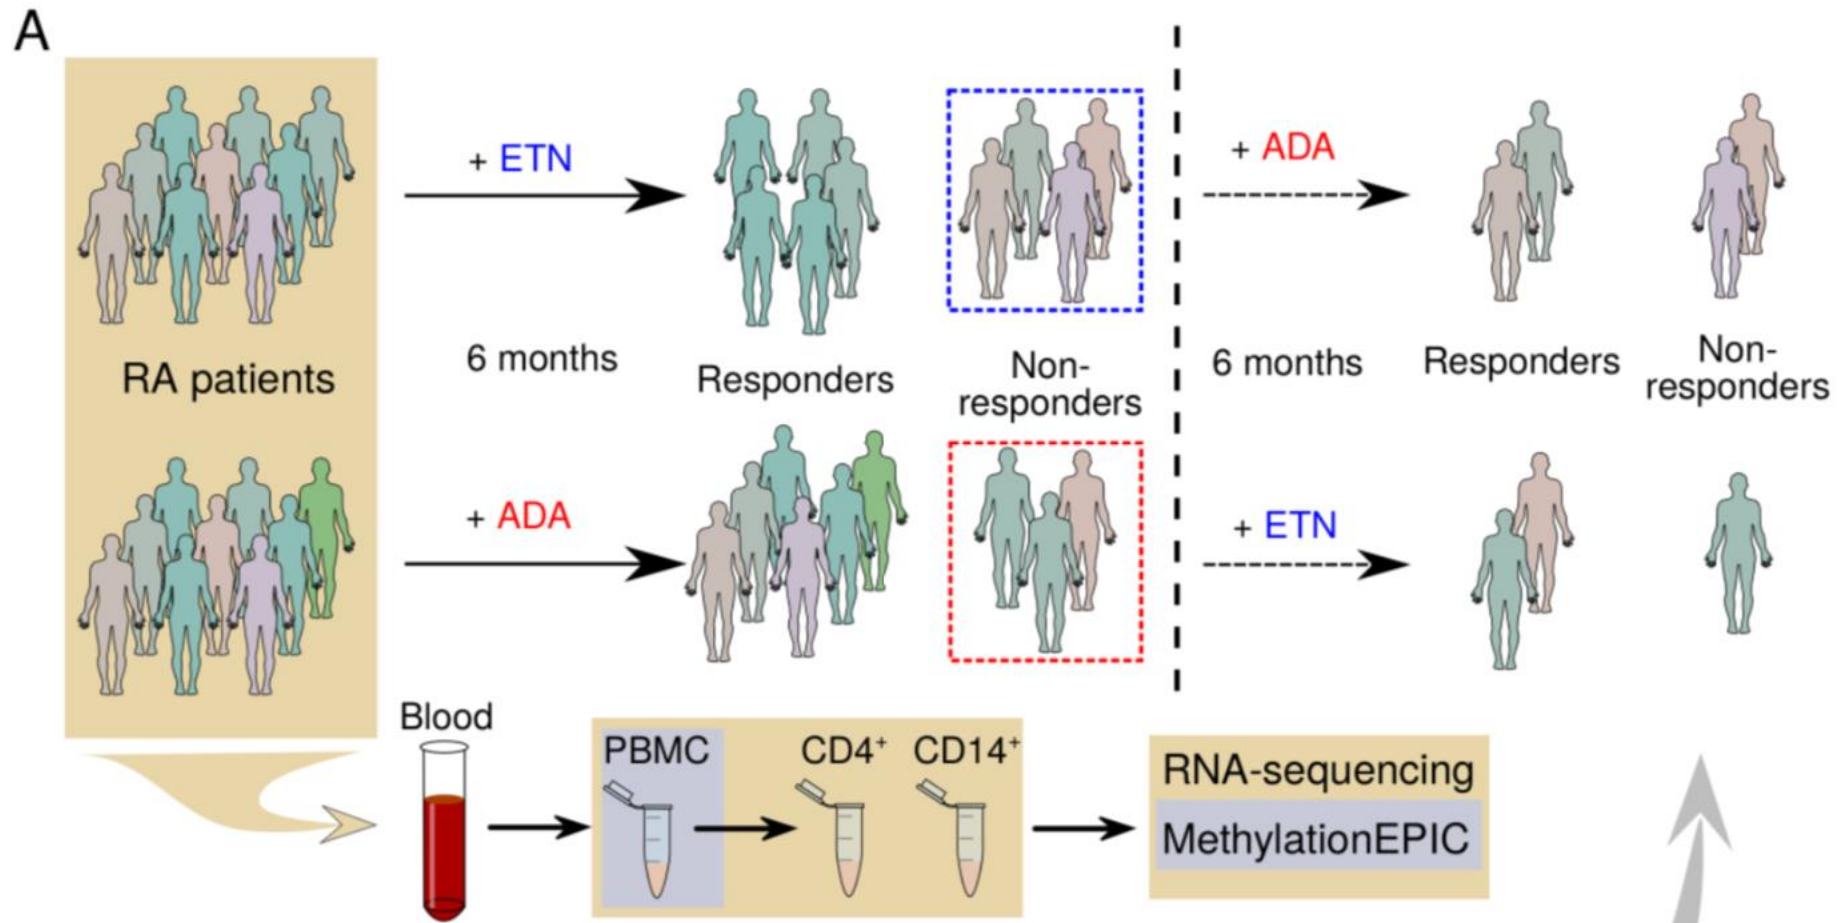 A
+ ETN
+ ADA
RA patients
6 months
Responders
Non-
responders
6 months
Responders
Non-
responders
+ ADA
+ ETN
Blood
PBMC
CD4⁺
CD14⁺
RNA-sequencing
MethylationEPIC